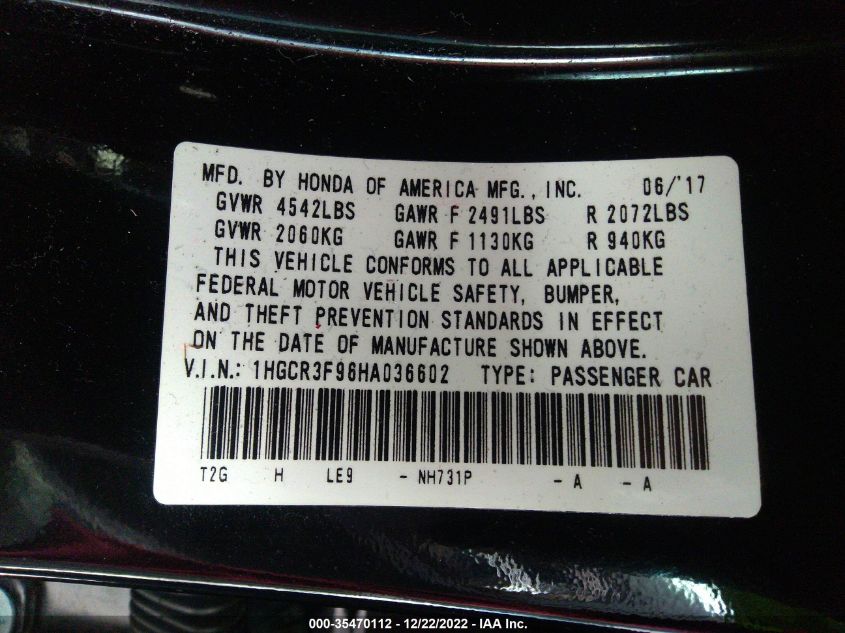 MFD. BY HONDA OF AMERICA MFG., INC. 06/'17
GVWR 4542LBS GAWR F 2491LBS R 2072LBS
GVWR 2060KG GAWR F 1130KG R 940KG
THIS VEHICLE CONFORMS TO ALL APPLICABLE
FEDERAL MOTOR VEHICLE SAFETY, BUMPER,
AND THEFT PREVENTION STANDARDS IN EFFECT
ON THE DATE OF MANUFACTURE SHOWN ABOVE.
V.I.N.: 1HGCR3F96HA036602 TYPE: PASSENGER CAR
T2G H LE9 - NH731P - A - A
000-35470112 - 12/22/2022 - IAA Inc.